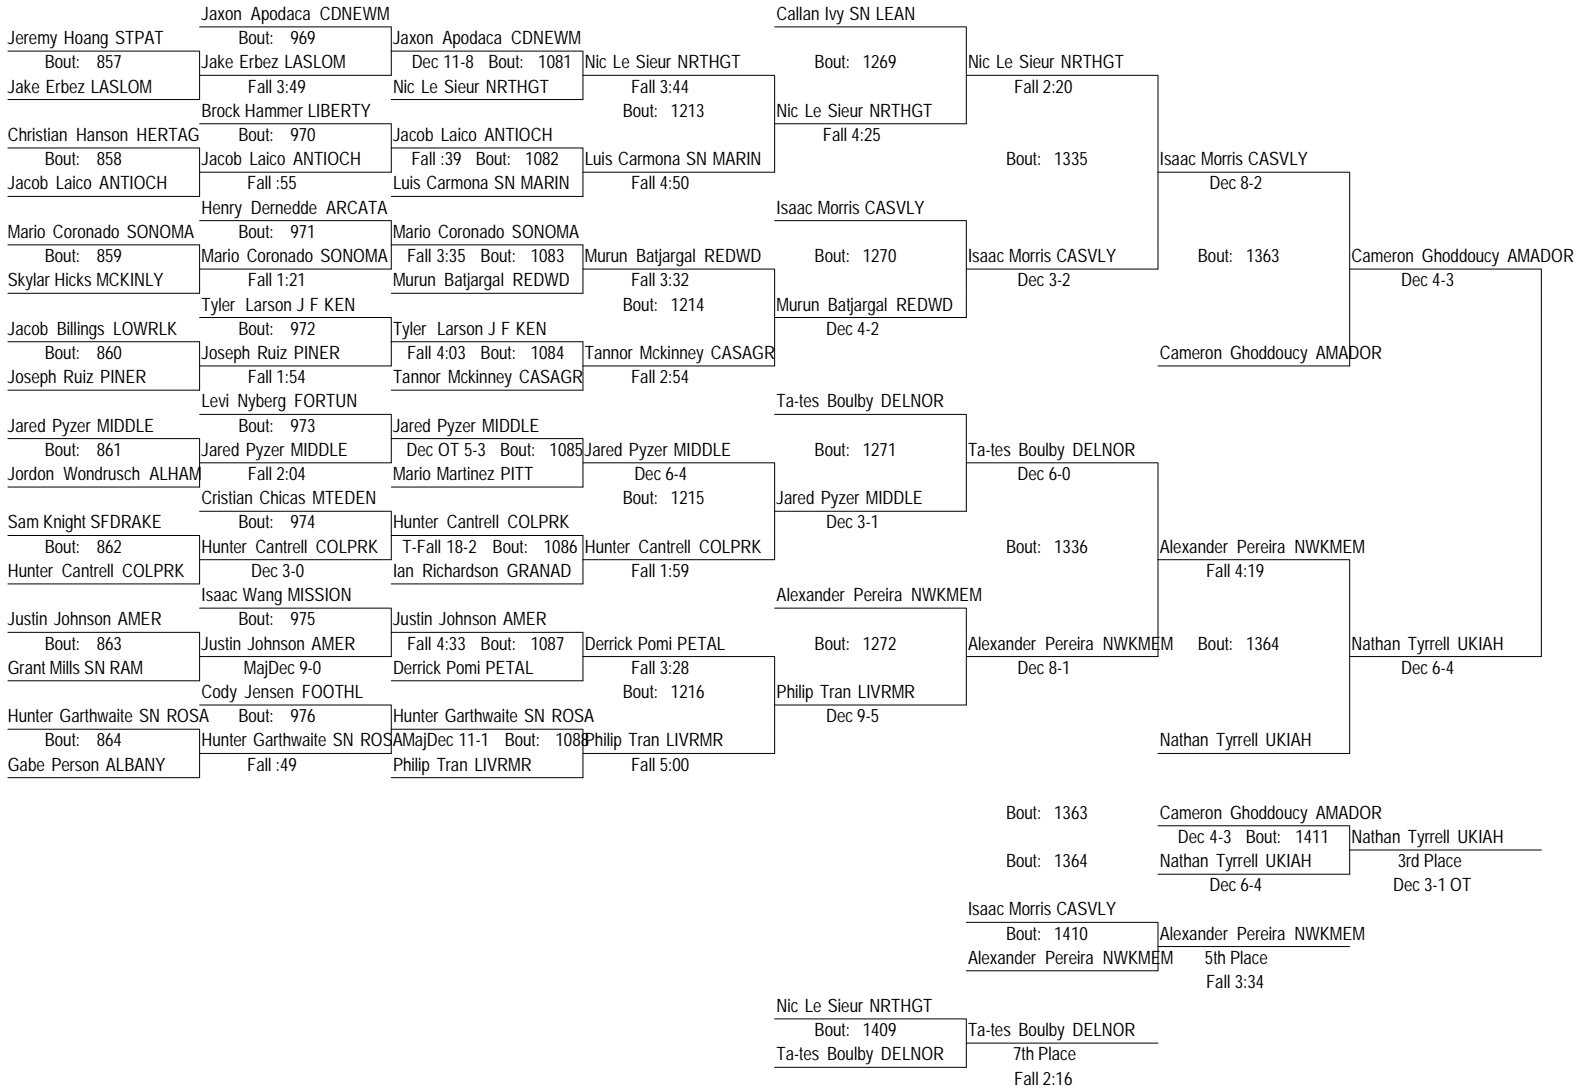 Jaxon Apodaca CDNEWM
Callan Ivy SN LEAN
Jeremy Hoang STPAT
Bout: 969
Jaxon Apodaca CDNEWM
Bout: 857
Jake Erbez LASLOM
Dec 11-8 Bout: 1081
Nic Le Sieur NRTHGT
Bout: 1269
Nic Le Sieur NRTHGT
Jake Erbez LASLOM
Fall 3:49
Nic Le Sieur NRTHGT
Fall 3:44
Fall 2:20
Brock Hammer LIBERTY
Bout: 1213
Nic Le Sieur NRTHGT
Christian Hanson HERTAG
Bout: 970
Jacob Laico ANTIOCH
Fall 4:25
Bout: 858
Jacob Laico ANTIOCH
Fall :39 Bout: 1082
Luis Carmona SN MARIN
Bout: 1335
Isaac Morris CASVLY
Jacob Laico ANTIOCH
Fall :55
Luis Carmona SN MARIN
Fall 4:50
Dec 8-2
Henry Dernedde ARCATA
Isaac Morris CASVLY
Mario Coronado SONOMA
Bout: 971
Mario Coronado SONOMA
Bout: 859
Mario Coronado SONOMA
Fall 3:35 Bout: 1083
Murun Batjargal REDWD
Bout: 1270
Isaac Morris CASVLY
Bout: 1363
Cameron Ghoddoucy AMADOR
Skylar Hicks MCKINLY
Fall 1:21
Murun Batjargal REDWD
Fall 3:32
Dec 3-2
Dec 4-3
Tyler Larson J F KEN
Bout: 1214
Murun Batjargal REDWD
Jacob Billings LOWRLK
Bout: 972
Tyler Larson J F KEN
Dec 4-2
Bout: 860
Joseph Ruiz PINER
Fall 4:03 Bout: 1084
Tannor Mckinney CASAGR
Cameron Ghoddoucy AMADOR
Joseph Ruiz PINER
Fall 1:54
Tannor Mckinney CASAGR
Fall 2:54
Levi Nyberg FORTUN
Ta-tes Boulby DELNOR
Jared Pyzer MIDDLE
Bout: 973
Jared Pyzer MIDDLE
Bout: 861
Jared Pyzer MIDDLE
Dec OT 5-3 Bout: 1085
Jared Pyzer MIDDLE
Bout: 1271
Ta-tes Boulby DELNOR
Jordon Wondrusch ALHAM
Fall 2:04
Mario Martinez PITT
Dec 6-4
Dec 6-0
Cristian Chicas MTEDEN
Bout: 1215
Jared Pyzer MIDDLE
Sam Knight SFDRAKE
Bout: 974
Hunter Cantrell COLPRK
Dec 3-1
Bout: 862
Hunter Cantrell COLPRK
T-Fall 18-2 Bout: 1086
Hunter Cantrell COLPRK
Bout: 1336
Alexander Pereira NWKMEM
Hunter Cantrell COLPRK
Dec 3-0
Ian Richardson GRANAD
Fall 1:59
Fall 4:19
Isaac Wang MISSION
Alexander Pereira NWKMEM
Justin Johnson AMER
Bout: 975
Justin Johnson AMER
Bout: 863
Justin Johnson AMER
Fall 4:33 Bout: 1087
Derrick Pomi PETAL
Bout: 1272
Alexander Pereira NWKMEM
Bout: 1364
Nathan Tyrrell UKIAH
Grant Mills SN RAM
MajDec 9-0
Derrick Pomi PETAL
Fall 3:28
Dec 8-1
Dec 6-4
Cody Jensen FOOTHL
Bout: 1216
Philip Tran LIVRMR
Hunter Garthwaite SN ROSA
Bout: 976
Hunter Garthwaite SN ROSA
Dec 9-5
Bout: 864
Hunter Garthwaite SN ROSA
MajDec 11-1 Bout: 1088
Philip Tran LIVRMR
Nathan Tyrrell UKIAH
Gabe Person ALBANY
Fall :49
Philip Tran LIVRMR
Fall 5:00
Bout: 1363
Cameron Ghoddoucy AMADOR
Dec 4-3 Bout: 1411
Nathan Tyrrell UKIAH
Bout: 1364
Nathan Tyrrell UKIAH
3rd Place
Dec 6-4
Dec 3-1 OT
Isaac Morris CASVLY
Bout: 1410
Alexander Pereira NWKMEM
Alexander Pereira NWKMEM
5th Place
Fall 3:34
Nic Le Sieur NRTHGT
Bout: 1409
Ta-tes Boulby DELNOR
Ta-tes Boulby DELNOR
7th Place
Fall 2:16